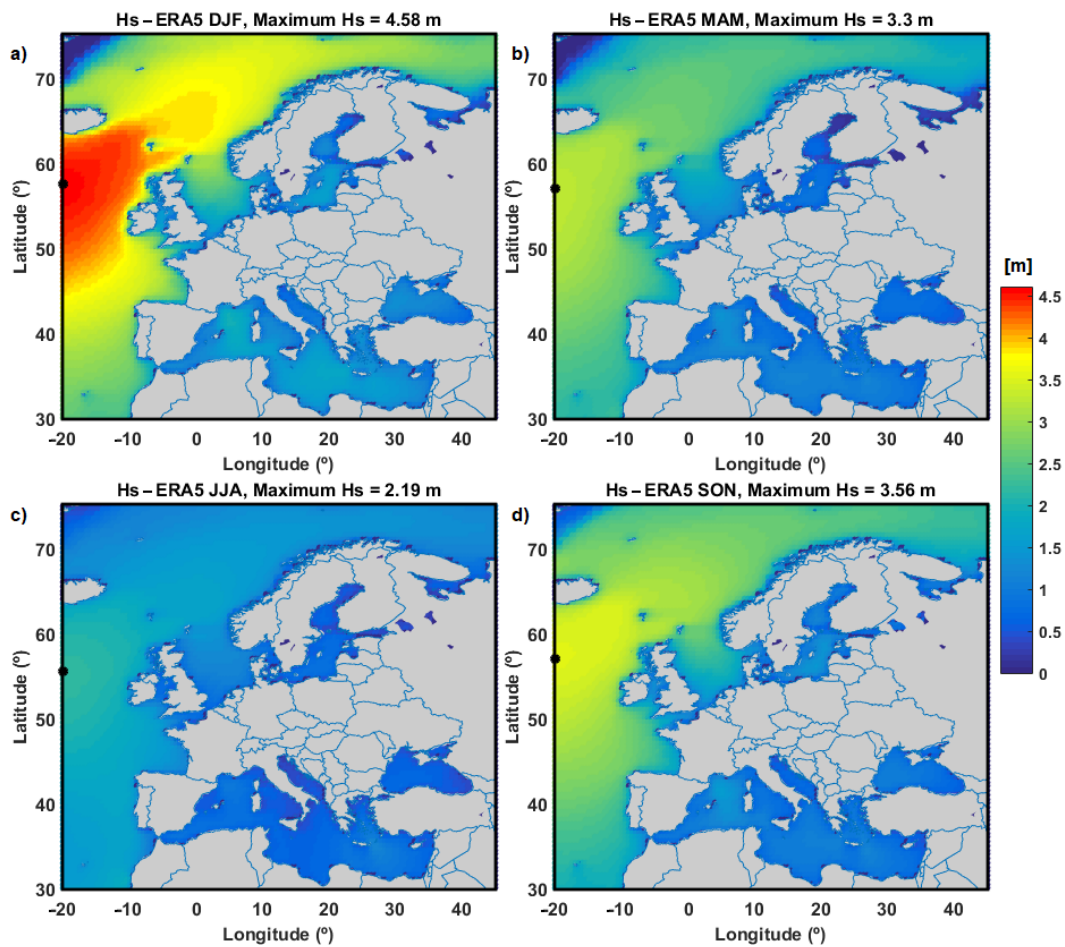 Hs – ERA5 DJF, Maximum Hs = 4.58 m
a)
70
60
50
40
30
Latitude (º)
−20 −10 0 10 20 30 40
Longitude (º)
Hs – ERA5 MAM, Maximum Hs = 3.3 m
b)
70
60
50
40
30
Latitude (º)
−20 −10 0 10 20 30 40
Longitude (º)
[m]
4.5
4
3.5
3
2.5
2
1.5
1
0.5
0
Hs – ERA5 JJA, Maximum Hs = 2.19 m
c)
70
60
50
40
30
Latitude (º)
−20 −10 0 10 20 30 40
Longitude (º)
Hs – ERA5 SON, Maximum Hs = 3.56 m
d)
70
60
50
40
30
Latitude (º)
−20 −10 0 10 20 30 40
Longitude (º)